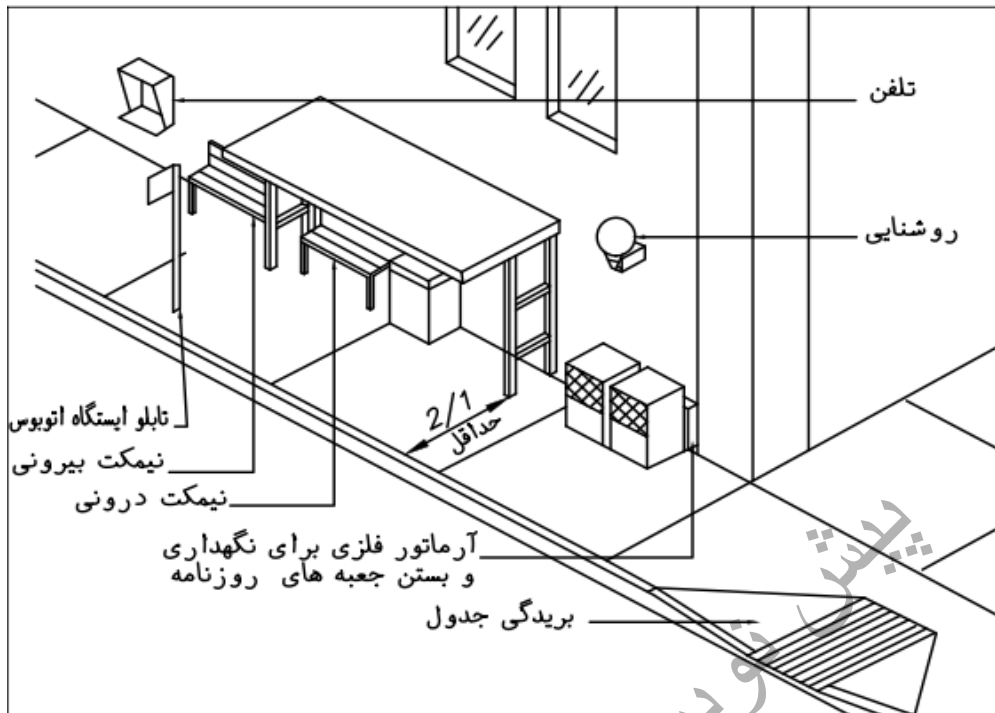 تلفن
روشنایی
2/1
حداقل
تابلو ایستگاه اتوبوس
نیمکت بیرونی
نیمکت درونی
آرماتور فلزی برای نگهداری
و بستن جعبه های روزنامه
بریدگی جدول
پیش